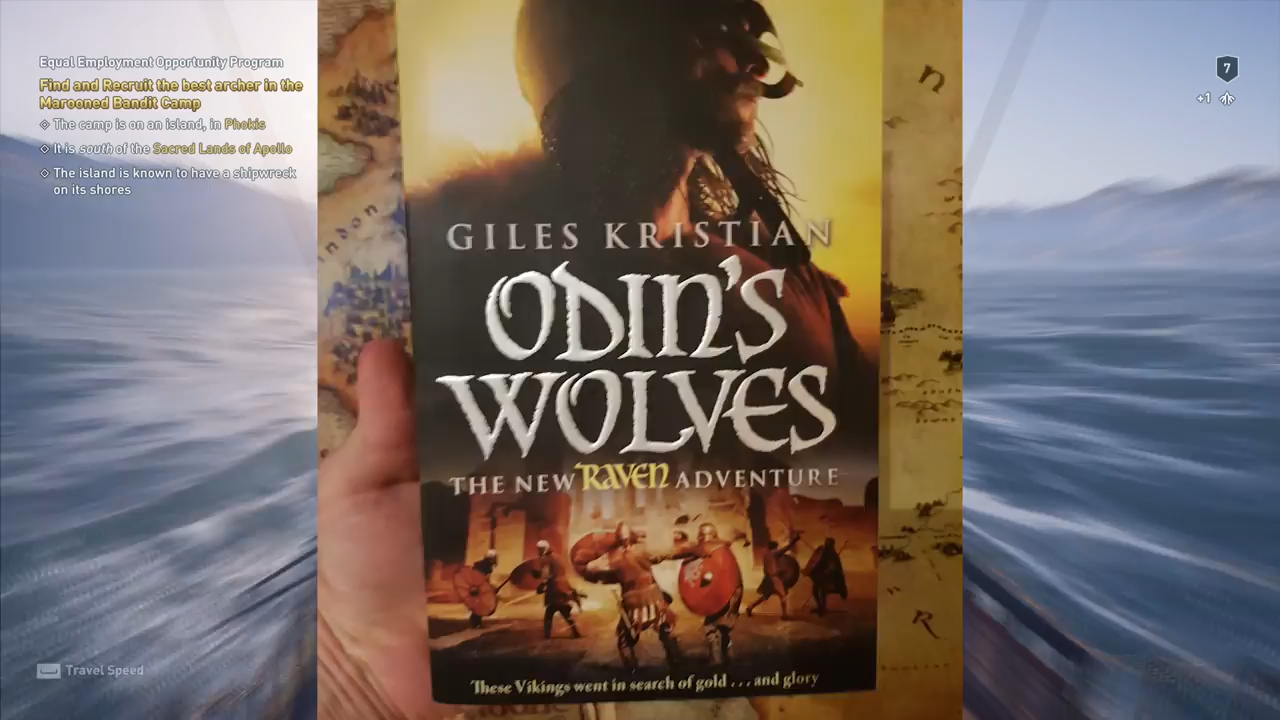 Equal Employment Opportunity Program
Find and Recruit the best archer in the
Marooned Bandit Camp
The camp is on an island, in Phokis
It is south of the Sacred Lands of Apollo
The island is known to have a shipwreck
on its shores
7
+1
Travel Speed
GILES KRISTIAN
ODIN'S
WOLVES
THE NEW RAVEN ADVENTURE
These Vikings went in search of gold . . . and glory